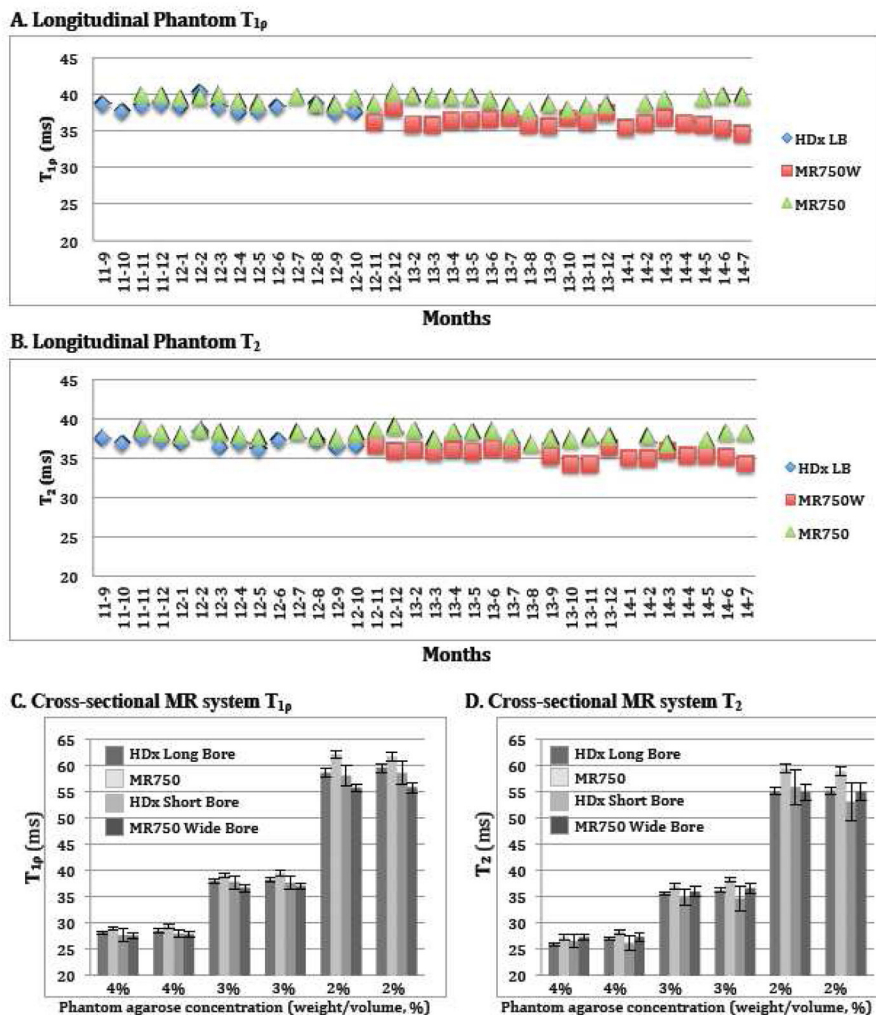 A. Longitudinal Phantom T1ρ
45
40
35
30
25
20
T1ρ (ms)
HDx LB
MR750W
MR750
11-9 11-10 11-11 11-12 12-1 12-2 12-3 12-4 12-5 12-6 12-7 12-8 12-9 12-10 12-11 12-12 13-2 13-3 13-4 13-5 13-6 13-7 13-8 13-9 13-10 13-11 13-12 14-1 14-2 14-3 14-4 14-5 14-6 14-7
Months
B. Longitudinal Phantom T2
45
40
35
30
25
20
T2 (ms)
HDx LB
MR750W
MR750
11-9 11-10 11-11 11-12 12-1 12-2 12-3 12-4 12-5 12-6 12-7 12-8 12-9 12-10 12-11 12-12 13-2 13-3 13-4 13-5 13-6 13-7 13-8 13-9 13-10 13-11 13-12 14-1 14-2 14-3 14-4 14-5 14-6 14-7
Months
C. Cross-sectional MR system T1ρ
65
60
55
50
45
40
35
30
25
20
T1ρ (ms)
HDx Long Bore
MR750
HDx Short Bore
MR750 Wide Bore
4% 4% 3% 3% 2% 2%
Phantom agarose concentration (weight/volume, %)
D. Cross-sectional MR system T2
65
60
55
50
45
40
35
30
25
20
T2 (ms)
HDx Long Bore
MR750
HDx Short Bore
MR750 Wide Bore
4% 4% 3% 3% 2% 2%
Phantom agarose concentration (weight/volume, %)